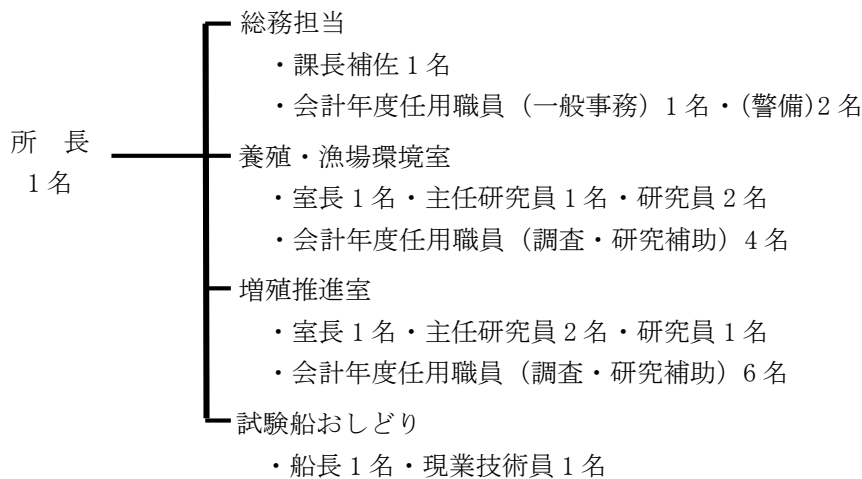 総務担当
・課長補佐１名
・会計年度任用職員（一般事務）１名・(警備)２名
所　長
１名
養殖・漁場環境室
・室長１名・主任研究員１名・研究員２名
・会計年度任用職員（調査・研究補助）４名
増殖推進室
・室長１名・主任研究員２名・研究員１名
・会計年度任用職員（調査・研究補助）６名
試験船おしどり
・船長１名・現業技術員１名